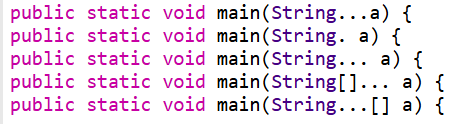 public static void main(String...a) {
public static void main(String. a) {
public static void main(String... a) {
public static void main(String[]... a) {
public static void main(String...[] a) {